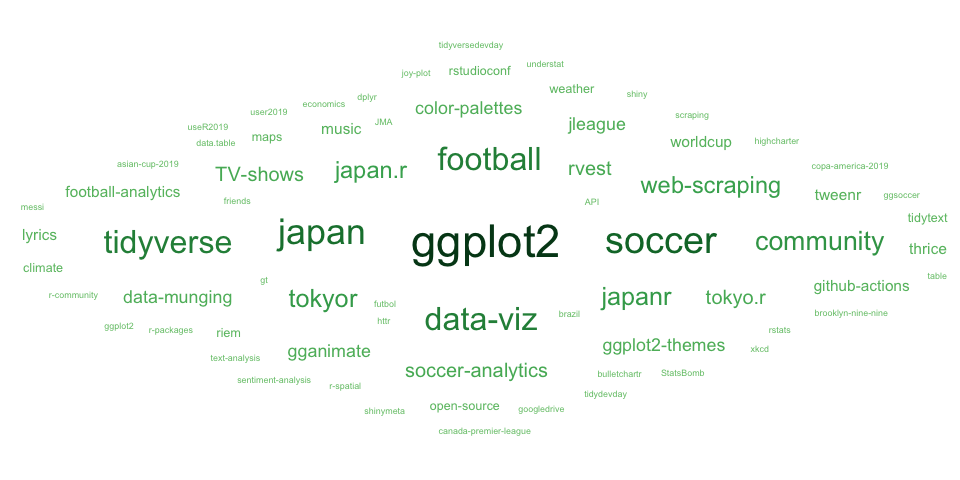 tidyversedevday
joy-plot
rstudioconf
understat
weather
shiny
dplyr
economics
user2019
color-palettes
JMA
music
useR2019
maps
data.table
jleague
scraping
worldcup
highcharter
asian-cup-2019
TV-shows
japan.r
football
rvest
web-scraping
copa-america-2019
football-analytics
friends
API
tweenr
ggsoccer
messi
lyrics
tidyverse
japan
ggplot2
soccer
community
tidytext
thrice
climate
gt
table
r-community
data-munging
tokyor
futbol
httr
data-viz
brazil
japanr
tokyo.r
github-actions
brooklyn-nine-nine
ggplot2
r-packages
riem
rstats
text-analysis
gganimate
ggplot2-themes
xkcd
sentiment-analysis
r-spatial
soccer-analytics
bulletchartr
StatsBomb
tidydevday
shinymeta
open-source
googledrive
canada-premier-league